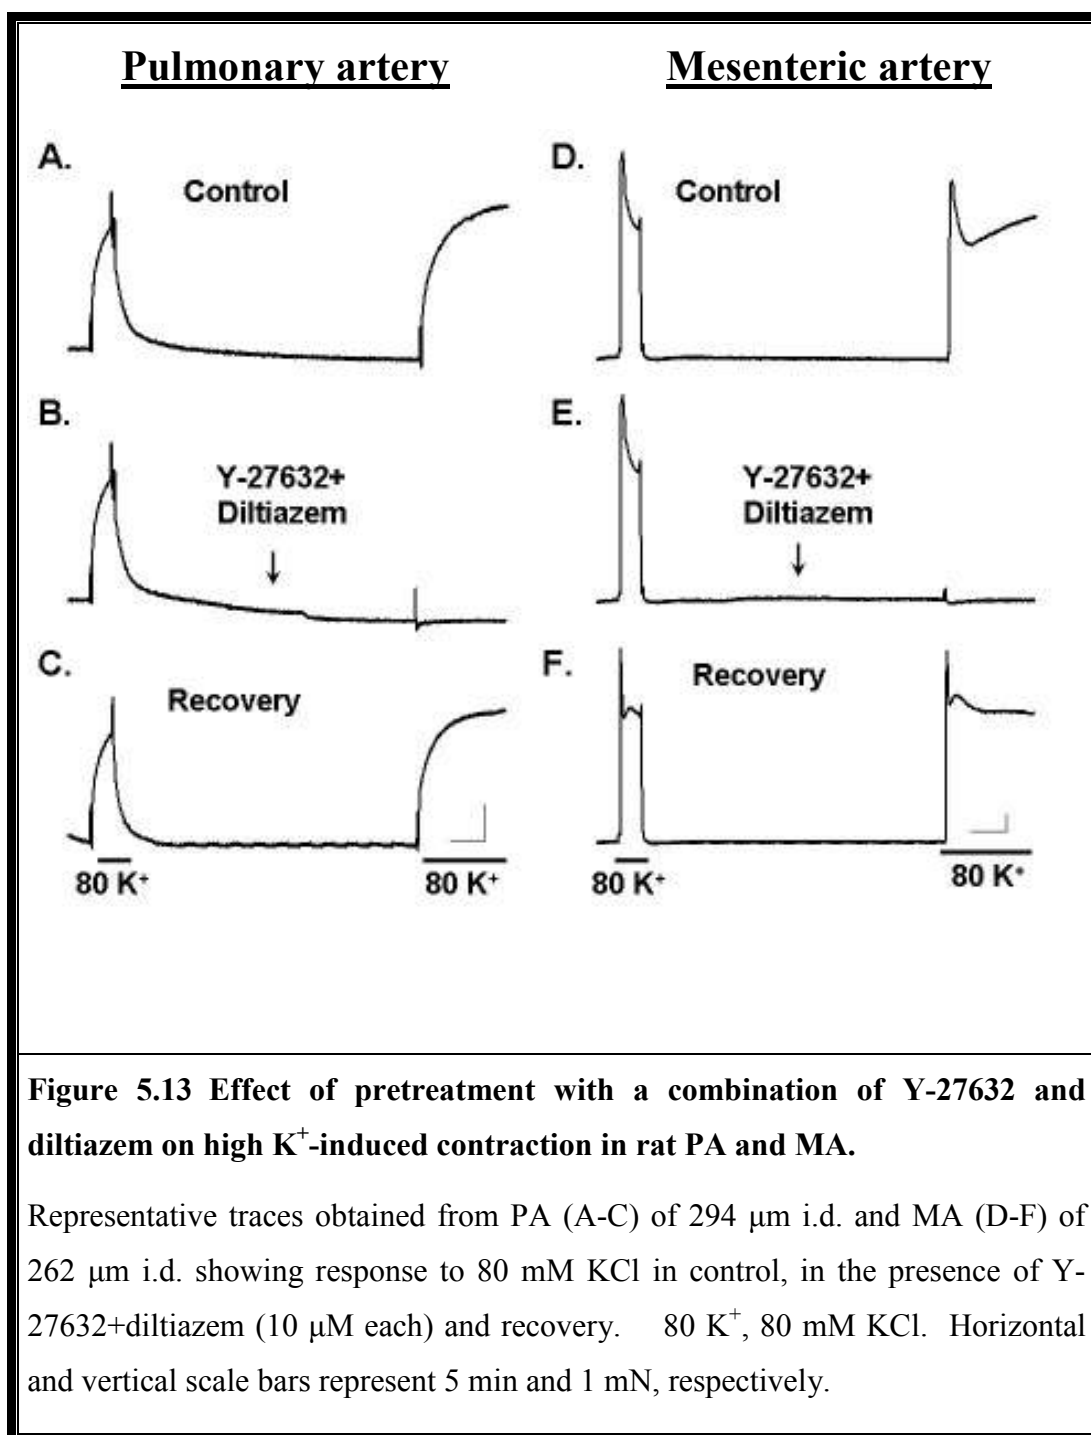 Pulmonary artery
Mesenteric artery
A.
Control
D.
Control
B.
Y-27632+
Diltiazem
E.
Y-27632+
Diltiazem
C.
Recovery
F.
Recovery
80 K⁺
80 K⁺
80 K⁺
80 K⁺
Figure 5.13 Effect of pretreatment with a combination of Y-27632 and
diltiazem on high K⁺-induced contraction in rat PA and MA.
Representative traces obtained from PA (A-C) of 294 μm i.d. and MA (D-F) of
262 μm i.d. showing response to 80 mM KCl in control, in the presence of Y-
27632+diltiazem (10 μM each) and recovery. 80 K⁺, 80 mM KCl. Horizontal
and vertical scale bars represent 5 min and 1 mN, respectively.